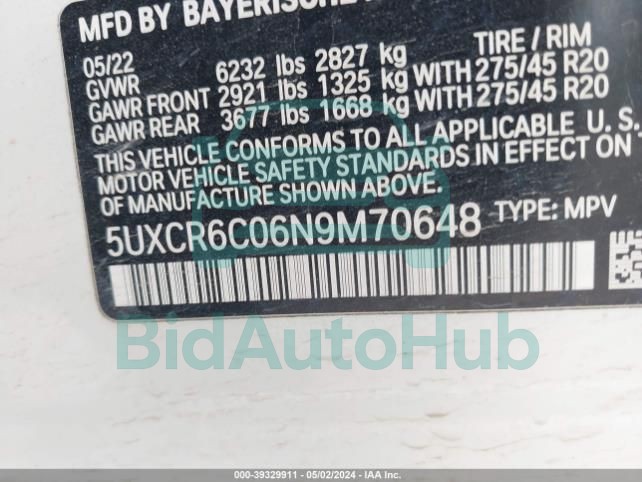 MFD BY BAYERISCHE
05/22
GVWR 6232 lbs 2827 kg TIRE / RIM
GAWR FRONT 2921 lbs 1325 kg WITH 275/45 R20
GAWR REAR 3677 lbs 1668 kg WITH 275/45 R20
THIS VEHICLE CONFORMS TO ALL APPLICABLE U. S.
MOTOR VEHICLE SAFETY STANDARDS IN EFFECT ON
OF MANUFACTURE SHOWN ABOVE.
5UXCR6C06N9M70648 TYPE: MPV
BidAutoHub
000-39329911 - 05/02/2024 - IAA Inc.